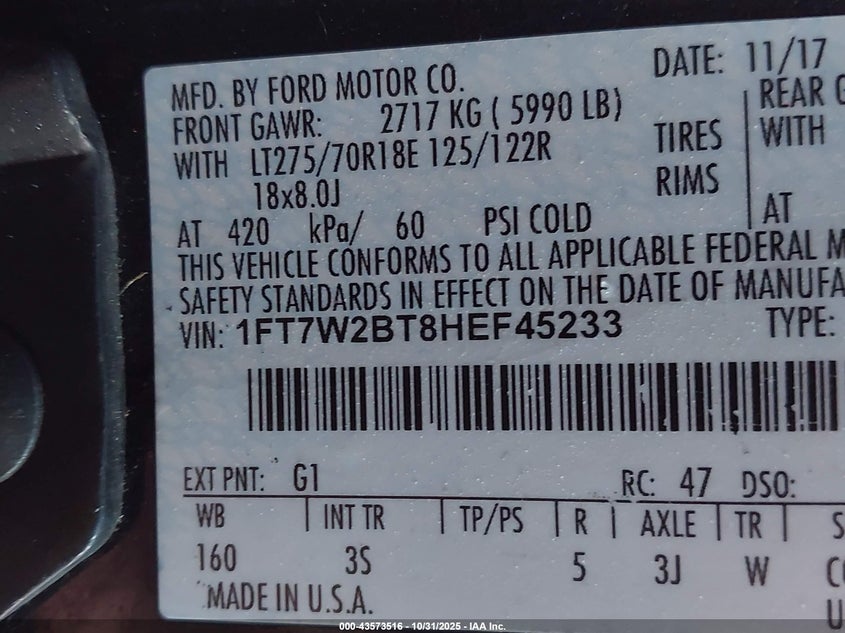 MFD. BY FORD MOTOR CO.
DATE: 11/17
FRONT GAWR: 2717 KG ( 5990 LB)
REAR
WITH LT275/70R18E 125/122R
TIRES
WITH
18x8.0J
RIMS
AT 420 kPa/ 60 PSI COLD
AT
THIS VEHICLE CONFORMS TO ALL APPLICABLE FEDERAL M
SAFETY STANDARDS IN EFFECT ON THE DATE OF MANUFA
VIN: 1FT7W2BT8HEF45233 TYPE:
EXT PNT: G1 RC: 47 DSO:
WB | INT TR | TP/PS | R | AXLE | TR | S
160 3S 5 3J W
MADE IN U.S.A.
000-43573516 - 10/31/2025 - IAA Inc.